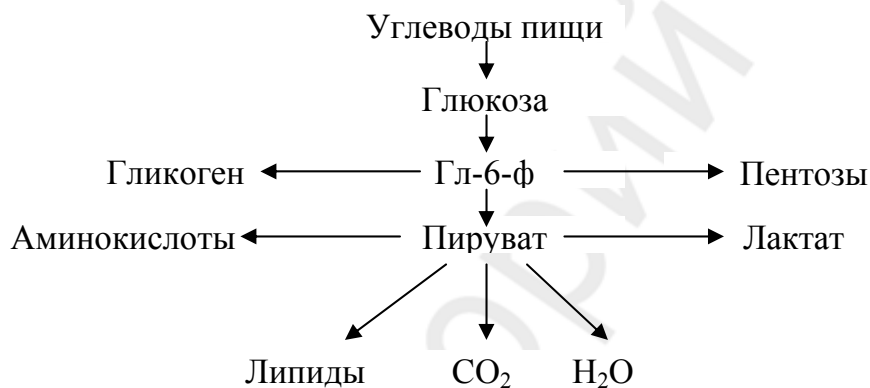 Углеводы пищи
Глюкоза
Гликоген Гл-6-ф Пентозы
Аминокислоты Пируват Лактат
Липиды CO₂ H₂O